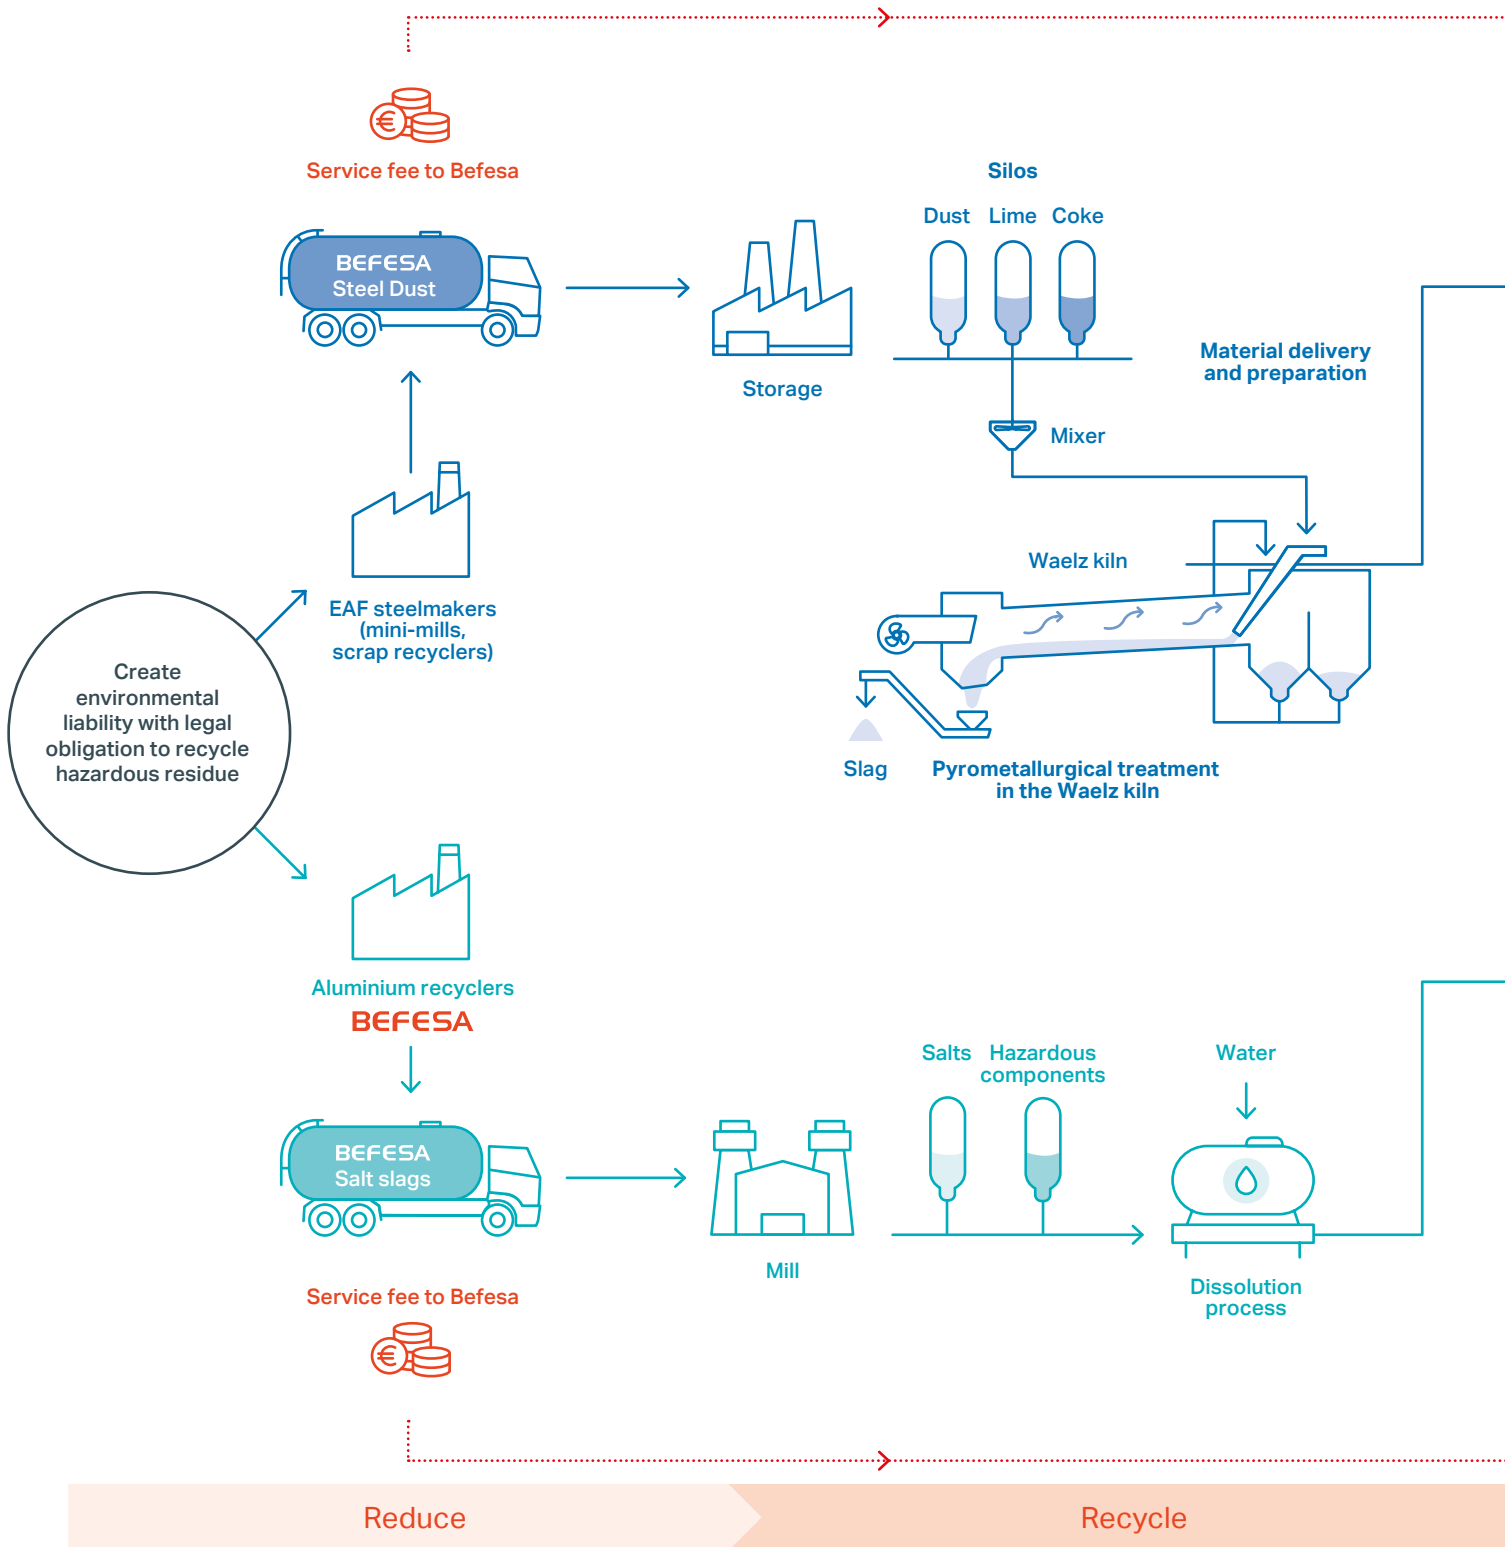 Service fee to Befesa
BEFESA
Steel Dust
Storage
Silos
Dust
Lime
Coke
Material delivery
and preparation
Mixer
Waelz kiln
EAF steelmakers
(mini-mills,
scrap recyclers)
Create
environmental
liability with legal
obligation to recycle
hazardous residue
Slag
Pyrometallurgical treatment
in the Waelz kiln
Aluminium recyclers
BEFESA
BEFESA
Salt slags
Mill
Salts
Hazardous
components
Water
Dissolution
process
Service fee to Befesa
Reduce
Recycle